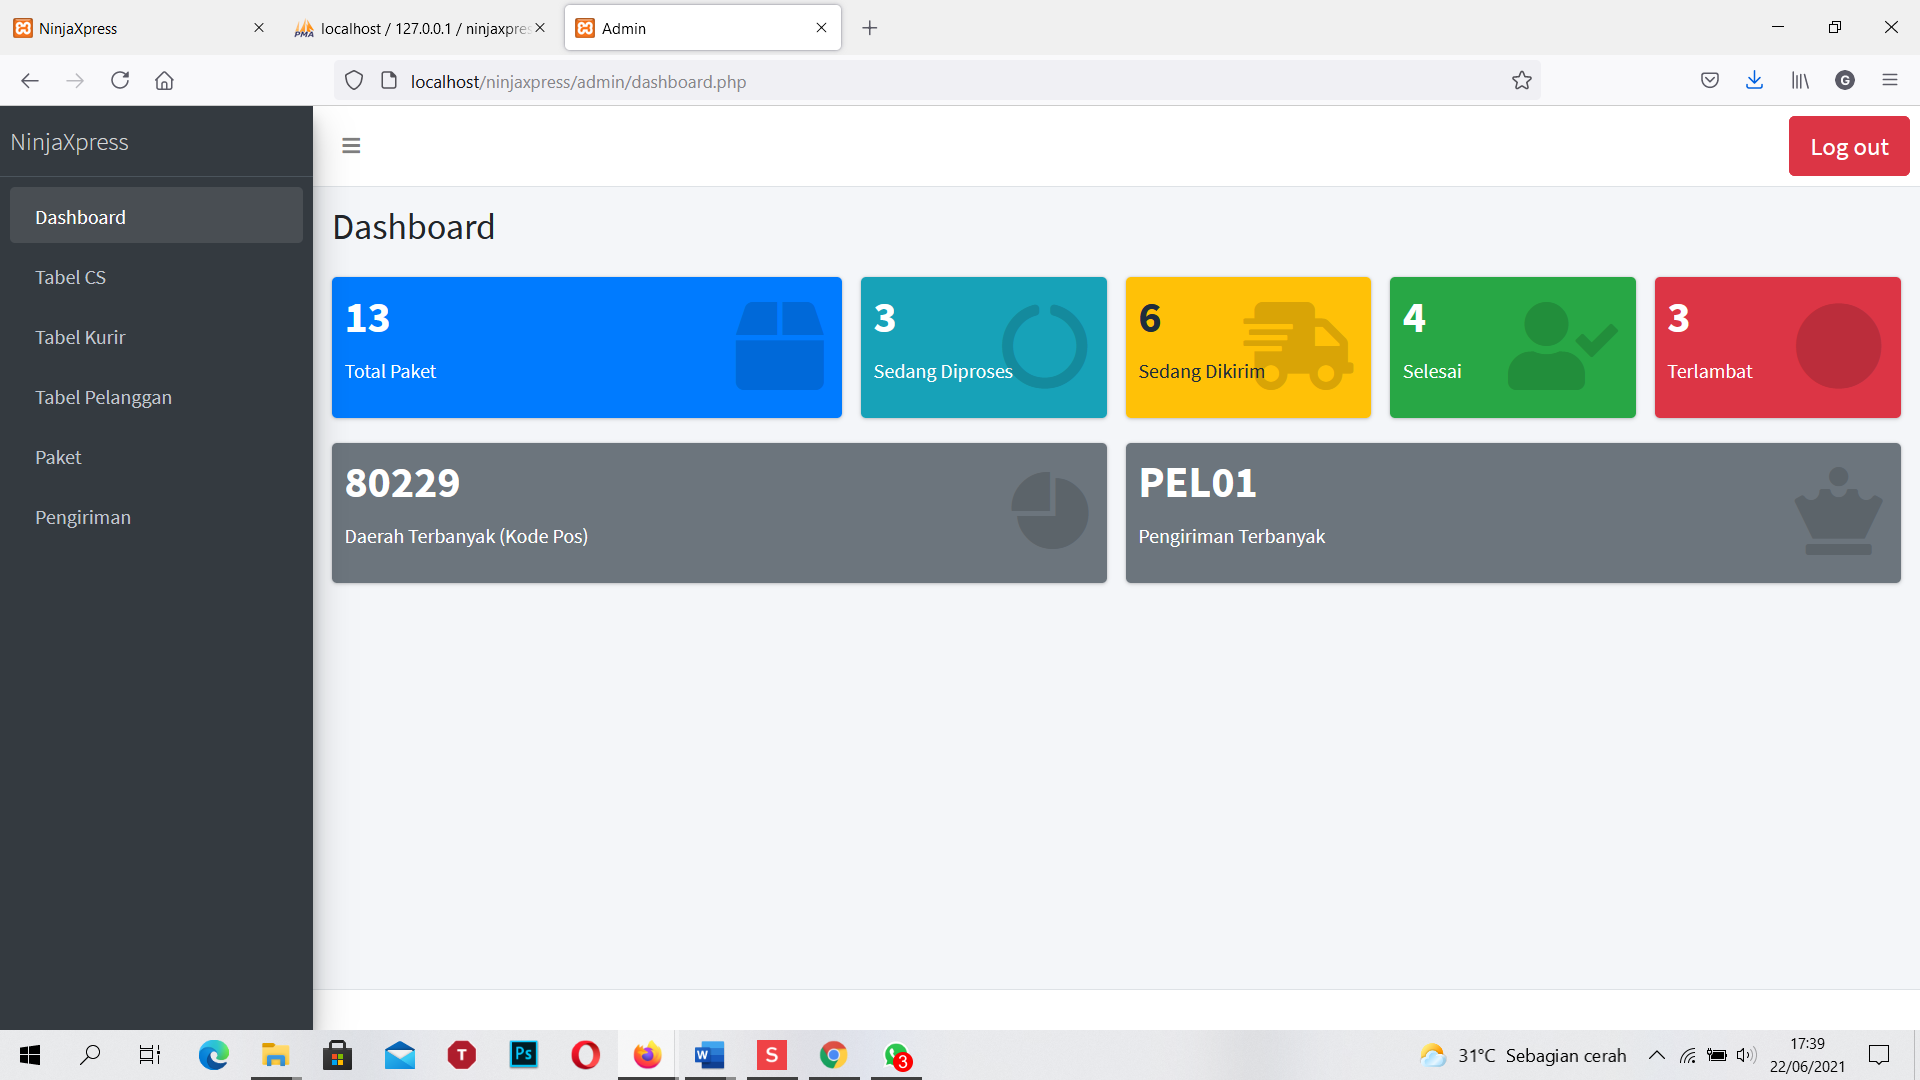 NinjaXpress
localhost / 127.0.0.1 / ninjaxpres
Admin
localhost/ninjaxpress/admin/dashboard.php
G
NinjaXpress
Log out
Dashboard
Tabel CS
Tabel Kurir
Tabel Pelanggan
Paket
Pengiriman
Dashboard
13
Total Paket
3
Sedang Diproses
6
Sedang Dikirim
4
Selesai
3
Terlambat
80229
Daerah Terbanyak (Kode Pos)
PEL01
Pengiriman Terbanyak
T
Ps
W
S
3
31°C Sebagian cerah
17:39
22/06/2021